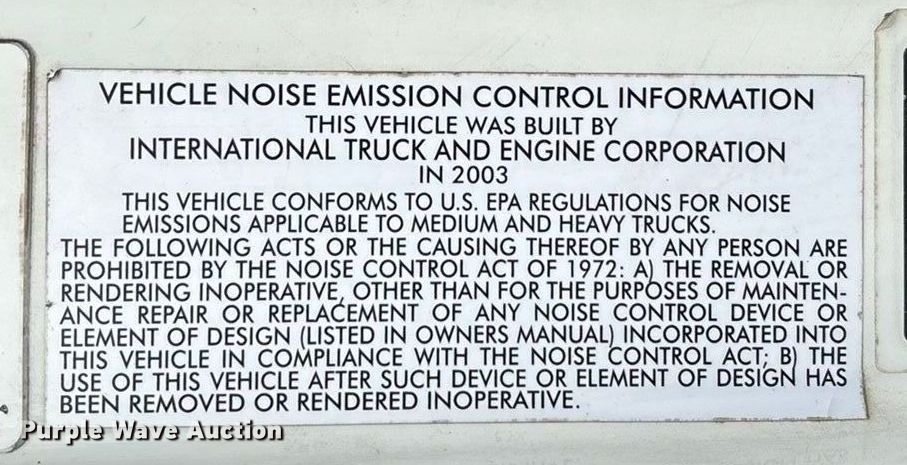 VEHICLE NOISE EMISSION CONTROL INFORMATION
THIS VEHICLE WAS BUILT BY
INTERNATIONAL TRUCK AND ENGINE CORPORATION
IN 2003
THIS VEHICLE CONFORMS TO U.S. EPA REGULATIONS FOR NOISE
EMISSIONS APPLICABLE TO MEDIUM AND HEAVY TRUCKS.
THE FOLLOWING ACTS OR THE CAUSING THEREOF BY ANY PERSON ARE
PROHIBITED BY THE NOISE CONTROL ACT OF 1972: A) THE REMOVAL OR
RENDERING INOPERATIVE, OTHER THAN FOR THE PURPOSES OF MAINTEN-
ANCE REPAIR OR REPLACEMENT OF ANY NOISE CONTROL DEVICE OR
ELEMENT OF DESIGN (LISTED IN OWNERS MANUAL) INCORPORATED INTO
THIS VEHICLE IN COMPLIANCE WITH THE NOISE CONTROL ACT; B) THE
USE OF THIS VEHICLE AFTER SUCH DEVICE OR ELEMENT OF DESIGN HAS
BEEN REMOVED OR RENDERED INOPERATIVE.
Purple Wave Auction